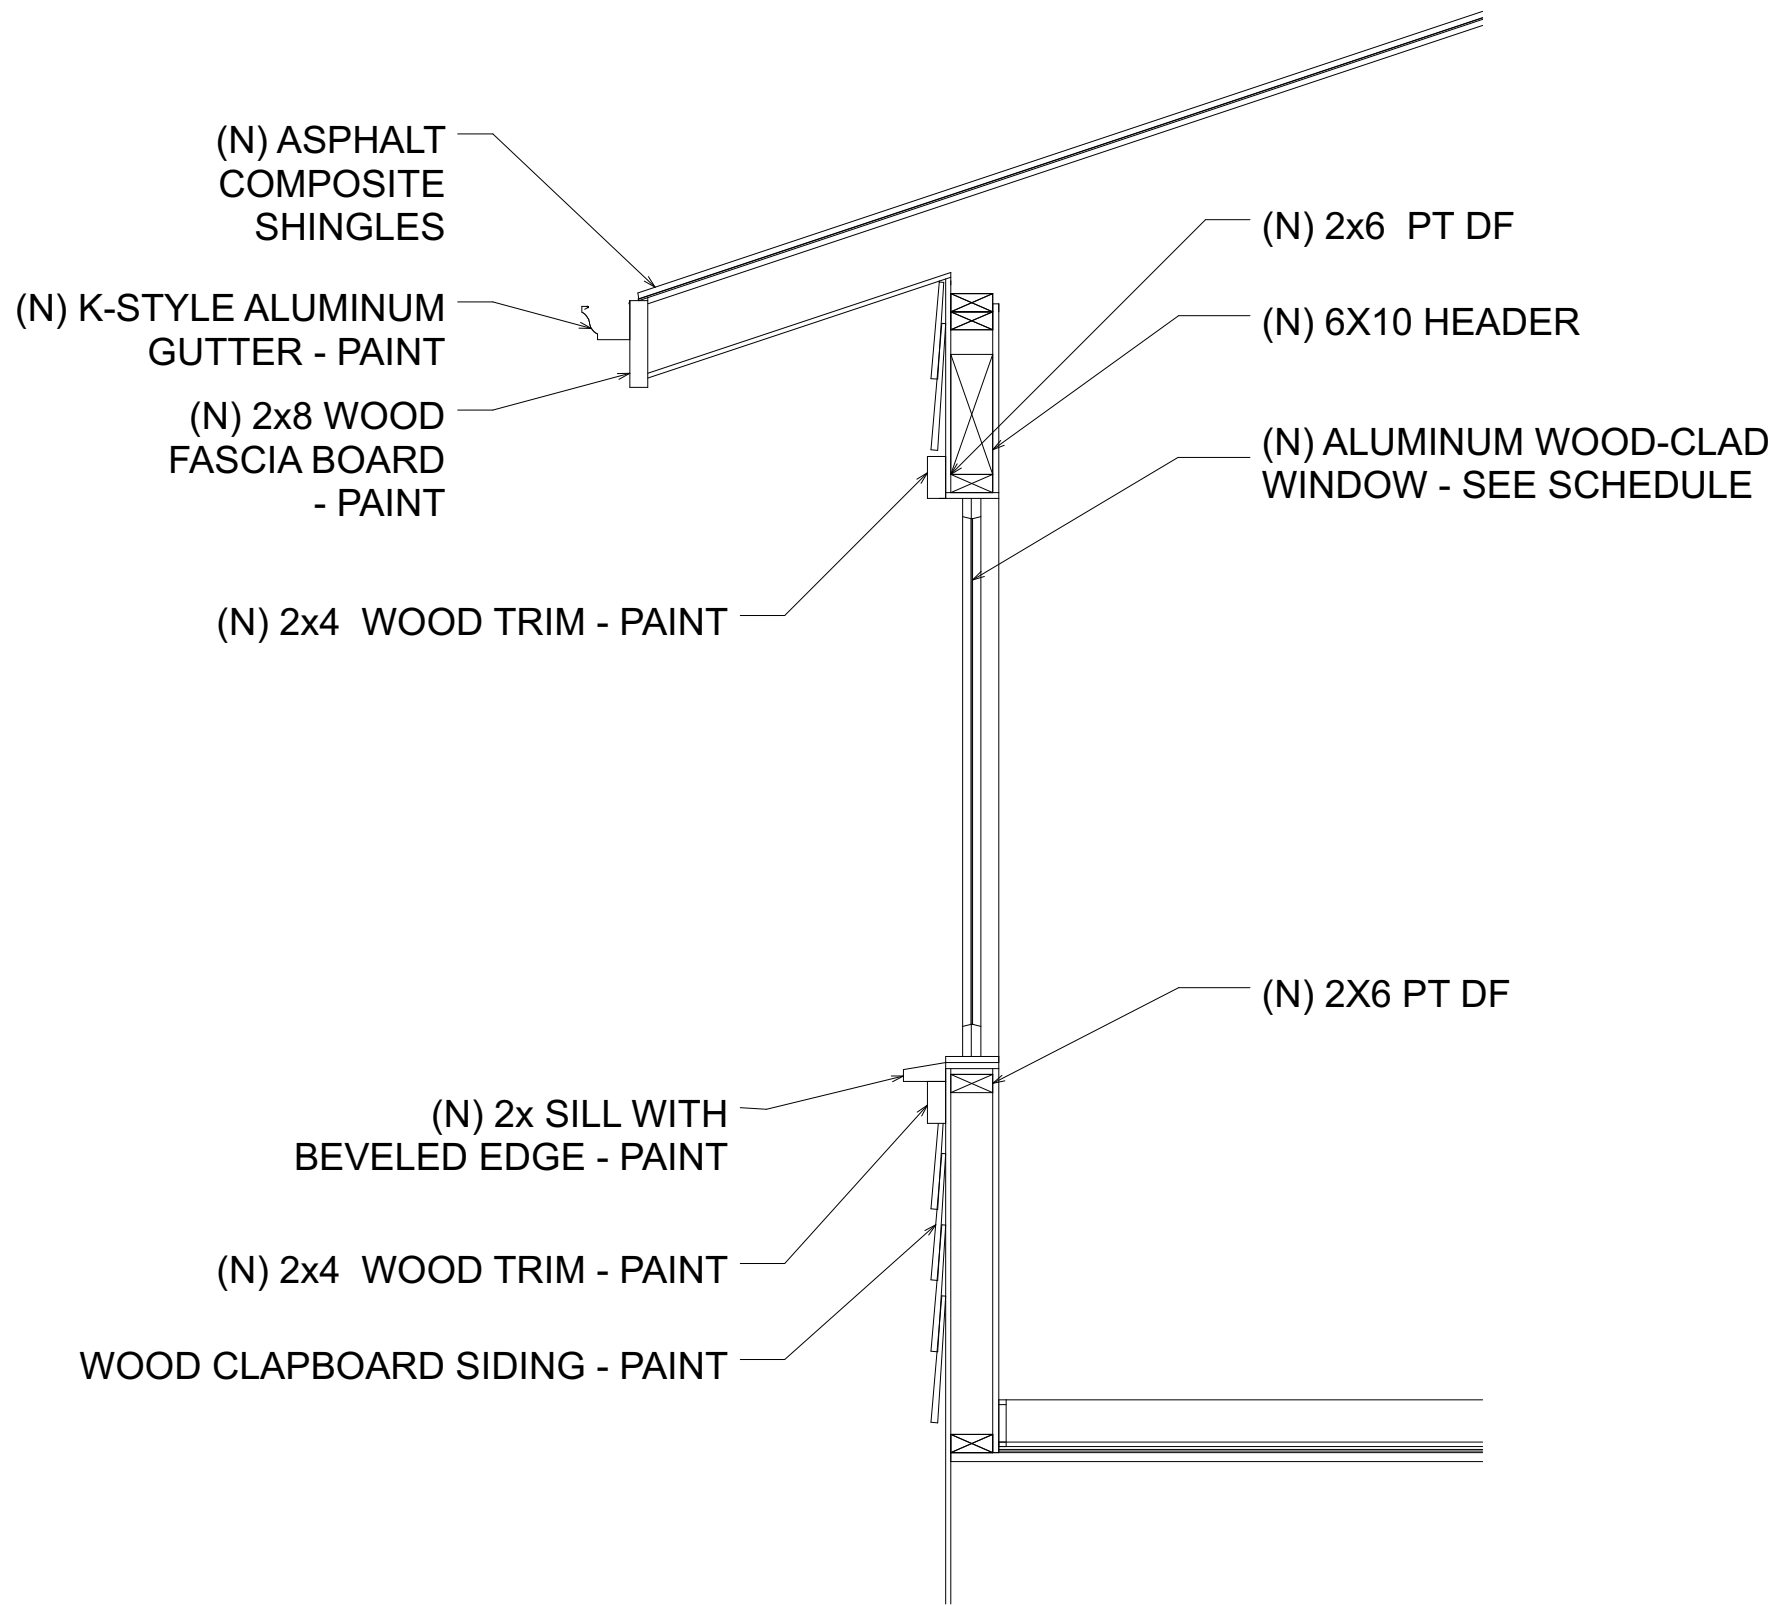 (N) ASPHALT
COMPOSITE
SHINGLES
(N) K-STYLE ALUMINUM
GUTTER - PAINT
(N) 2x8 WOOD
FASCIA BOARD
- PAINT
(N) 2x4 WOOD TRIM - PAINT
(N) 2x6 PT DF
(N) 6X10 HEADER
(N) ALUMINUM WOOD-CLAD
WINDOW - SEE SCHEDULE
(N) 2X6 PT DF
(N) 2x SILL WITH
BEVELED EDGE - PAINT
(N) 2x4 WOOD TRIM - PAINT
WOOD CLAPBOARD SIDING - PAINT